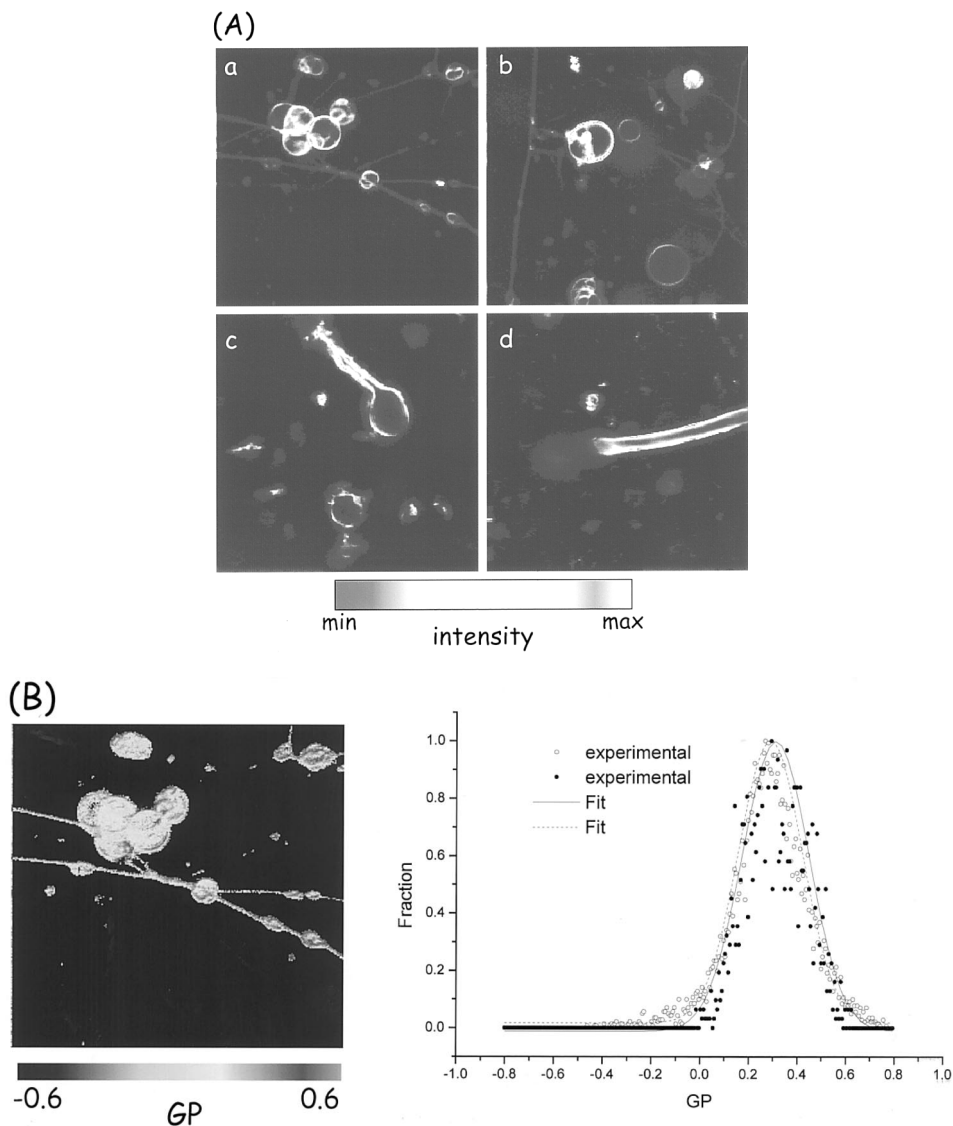 (A)
a
b
c
d
min
max
intensity
(B)
-0.6
0.6
GP
1.0
0.8
0.6
0.4
0.2
0.0
Fraction
experimental
experimental
Fit
Fit
-1.0 -0.8 -0.6 -0.4 -0.2 0.0 0.2 0.4 0.6 0.8 1.0
GP